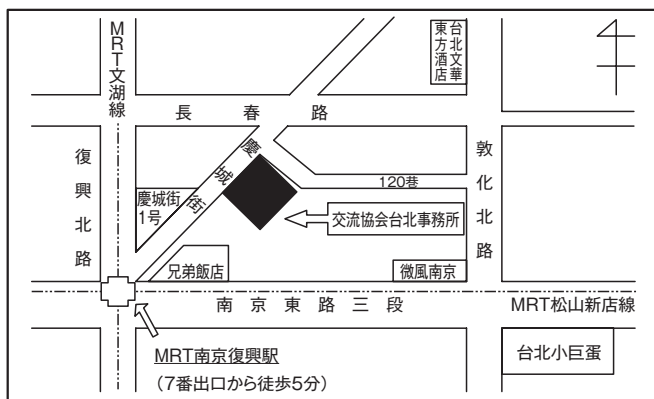 MRT文湖線
台北文華
東方酒店
長春路
復興北路
慶城街
慶城街
1号
120巷
敦化北路
交流協会台北事務所
兄弟飯店
微風南京
南京東路三段
MRT松山新店線
MRT南京復興駅
（7番出口から徒歩5分）
台北小巨蛋